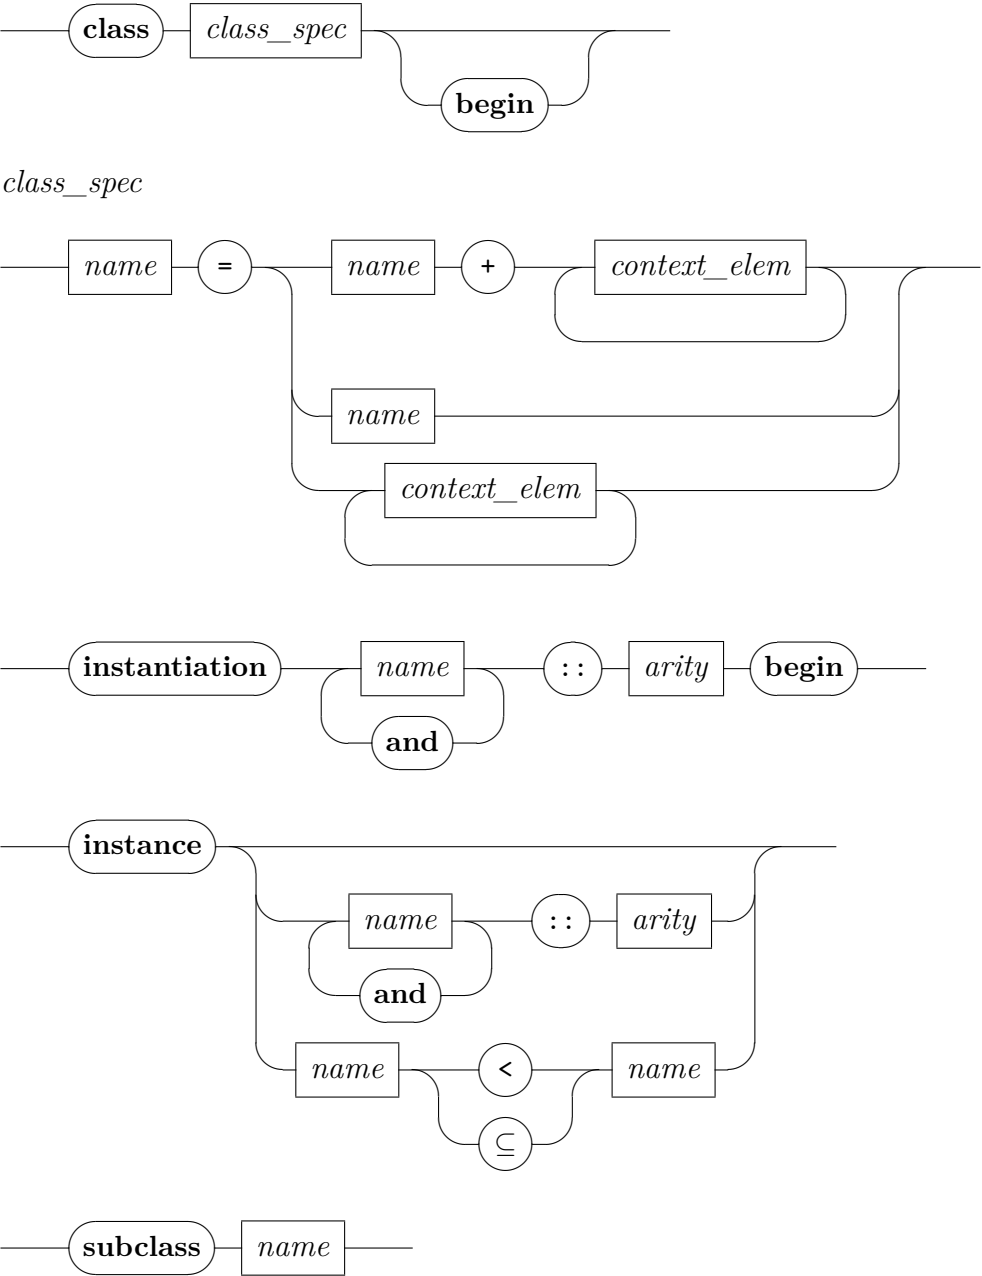 class class_spec
begin
class_spec
name = name + context_elem
name
context_elem
instantiation name :: arity begin
and
instance
name :: arity
and
name < name
⊆
subclass name